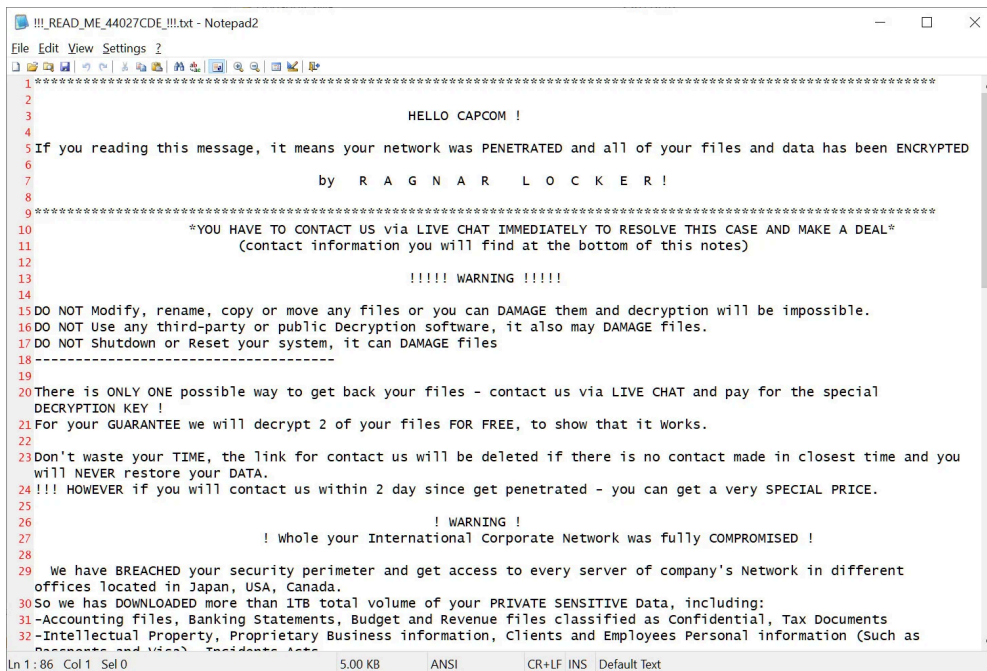 !!!_READ_ME_44027CDE_!!!.txt - Notepad2
File Edit View Settings ?
1 ****************************************************************************************************************
2
3 HELLO CAPCOM !
4
5 If you reading this message, it means your network was PENETRATED and all of your files and data has been ENCRYPTED
6
7 by R A G N A R L O C K E R !
8
9 ****************************************************************************************************************
10 *YOU HAVE TO CONTACT US via LIVE CHAT IMMEDIATELY TO RESOLVE THIS CASE AND MAKE A DEAL*
11 (contact information you will find at the bottom of this notes)
12
13 !!!!! WARNING !!!!!
14
15 DO NOT Modify, rename, copy or move any files or you can DAMAGE them and decryption will be impossible.
16 DO NOT Use any third-party or public Decryption software, it also may DAMAGE files.
17 DO NOT Shutdown or Reset your system, it can DAMAGE files
18 -------------------------------------
19
20 There is ONLY ONE possible way to get back your files - contact us via LIVE CHAT and pay for the special
DECRYPTION KEY !
21 For your GUARANTEE we will decrypt 2 of your files FOR FREE, to show that it Works.
22
23 Don't waste your TIME, the link for contact us will be deleted if there is no contact made in closest time and you
will NEVER restore your DATA.
24 !!! HOWEVER if you will contact us within 2 day since get penetrated - you can get a very SPECIAL PRICE.
25
26 ! WARNING !
27 ! Whole your International Corporate Network was fully COMPROMISED !
28
29 We have BREACHED your security perimeter and get access to every server of company's Network in different
offices located in Japan, USA, Canada.
30 So we has DOWNLOADED more than 1TB total volume of your PRIVATE SENSITIVE Data, including:
31 -Accounting files, Banking Statements, Budget and Revenue files classified as Confidential, Tax Documents
32 -Intellectual Property, Proprietary Business information, Clients and Employees Personal information (Such as
Passports and Visa), Incidents Acts
Ln 1 : 86 Col 1 Sel 0 5.00 KB ANSI CR+LF INS Default Text